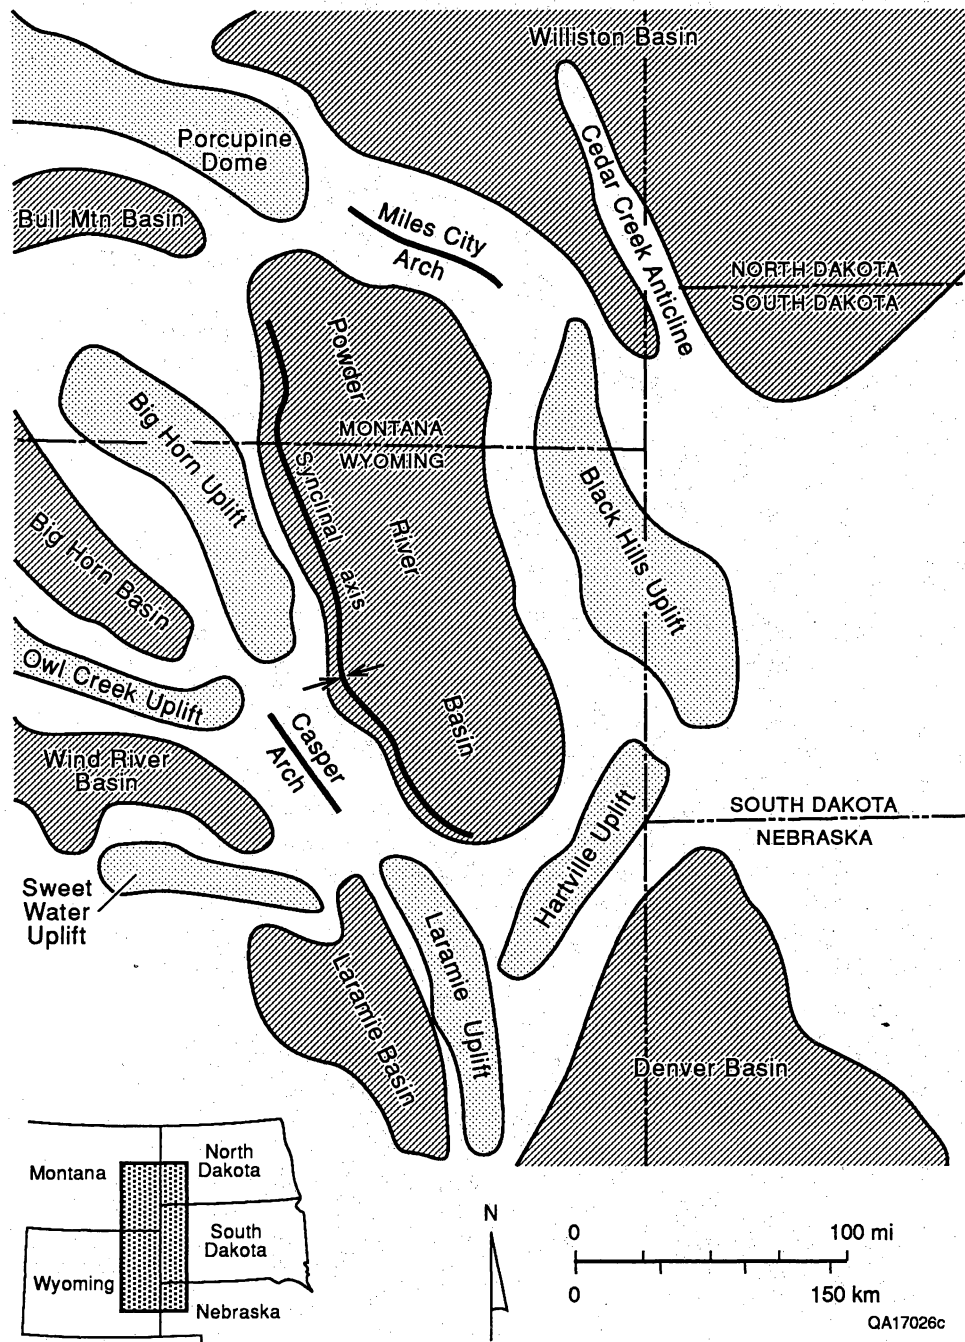 Williston Basin
Porcupine
Dome
Cedar Creek Anticline
Bull Mtn Basin
Miles City
Arch
NORTH DAKOTA
SOUTH DAKOTA
Powder
River
Basin
Big Horn Uplift
MONTANA
WYOMING
Synclinal axis
Black Hills Uplift
Big Horn Basin
Owl Creek Uplift
Casper
Arch
Wind River
Basin
Hartville Uplift
SOUTH DAKOTA
NEBRASKA
Sweet
Water
Uplift
Laramie Basin
Laramie Uplift
Denver Basin
Montana
North
Dakota
South
Dakota
Wyoming
Nebraska
N
0 100 mi
0 150 km
QA17026c